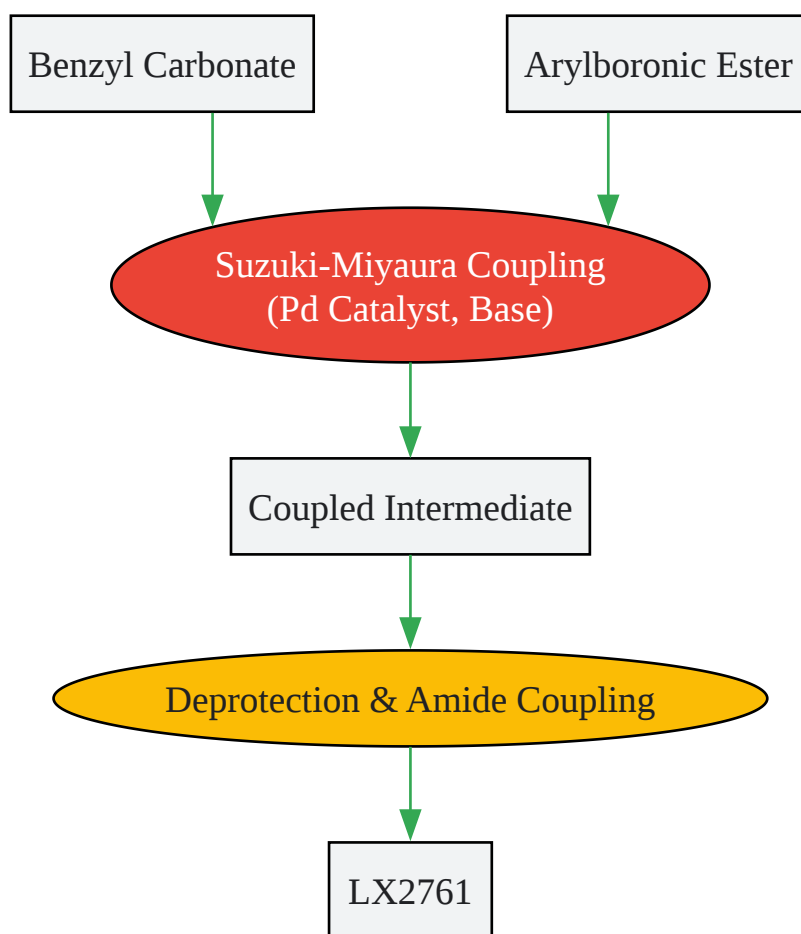 Benzyl Carbonate
Arylboronic Ester
Suzuki-Miyaura Coupling
(Pd Catalyst, Base)
Coupled Intermediate
Deprotection & Amide Coupling
LX2761